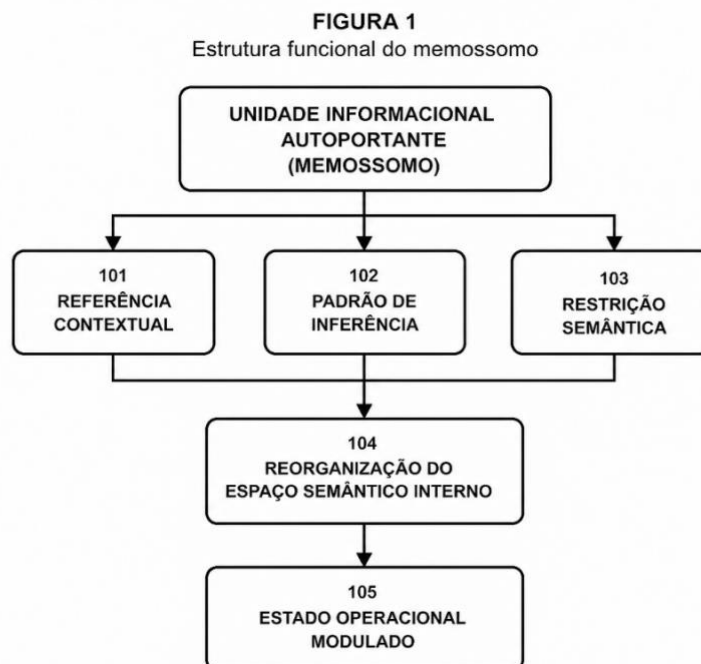 FIGURA 1
Estrutura funcional do memossomo
UNIDADE INFORMACIONAL
AUTOPORTANTE
(MEMOSSOMO)
101
REFERÊNCIA
CONTEXTUAL
102
PADRÃO DE
INFERÊNCIA
103
RESTRIÇÃO
SEMÂNTICA
104
REORGANIZAÇÃO DO
ESPAÇO SEMÂNTICO INTERNO
105
ESTADO OPERACIONAL
MODULADO